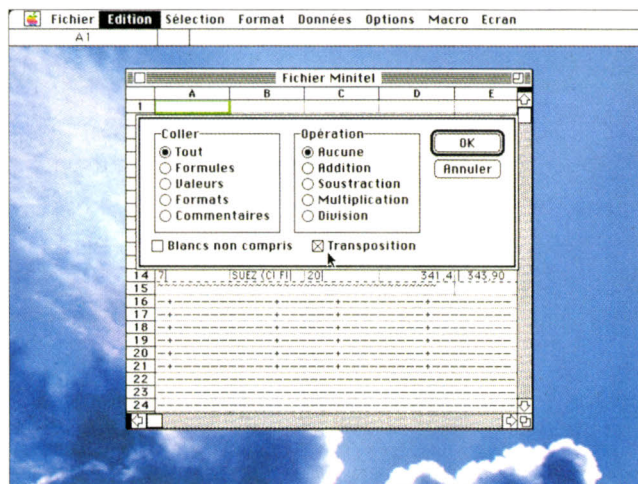 Fichier Edition Sélection Format Données Options Macro Ecran
A1
Fichier Minitel
A B C D E
1
Coller
Tout
Formules
Valeurs
Formats
Commentaires
Opération
Aucune
Addition
Soustraction
Multiplication
Division
OK
Annuler
Blancs non compris
Transposition
14 7| SUEZ (CI FI| 20| 341,4| 343,90
15
16
17
18
19
20
21
22
23
24